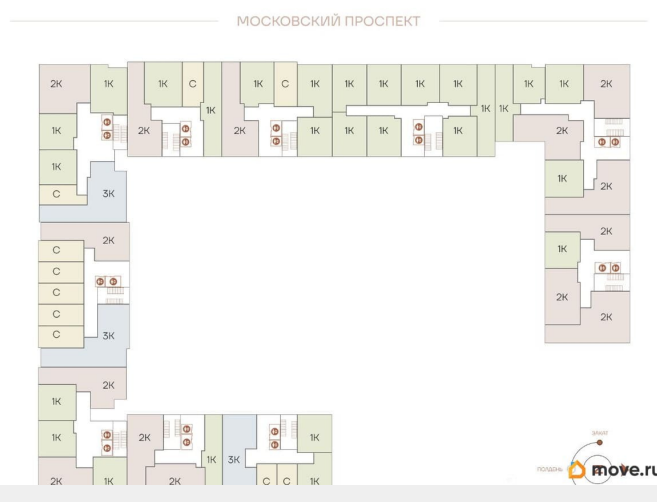 МОСКОВСКИЙ ПРОСПЕКТ
2К 1К 1К С 1К С 1К 1К 1К 1К 1К 1К 1К 2К
1К 1К 1К
1К 2К 2К 1К 1К 1К 1К 2К
1К 3К 1К 2К
С
2К 2К
С 1К
С
С 2К
С 2К
С 3К
2К
1К
1К 2К 1К
1К 3К
2К 1К 2К С С 1К
ЗАКАТ
ПОЛДЕНЬ
move.ru